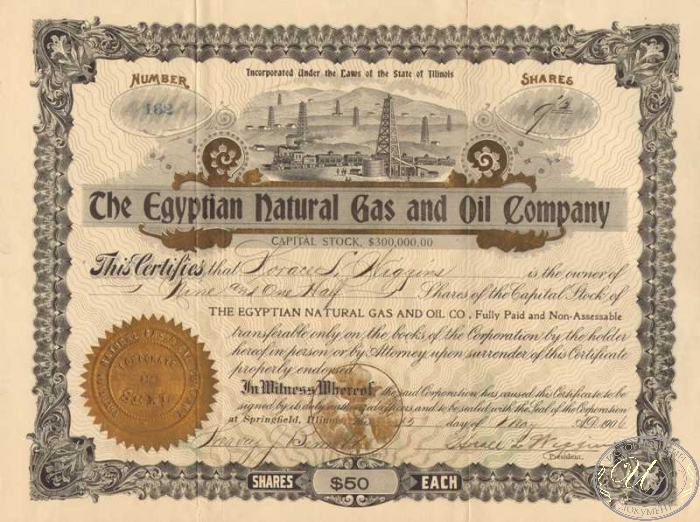 Incorporated Under the Laws of the State of Illinois
NUMBER
SHARES
162
9½
The Egyptian Natural Gas and Oil Company
CAPITAL STOCK, $300,000,00
This Certifies that Horace S. Wiggins is the owner of
Nine and One Half Shares of the Capital Stock of
THE EGYPTIAN NATURAL GAS AND OIL CO, Fully Paid and Non-Assessable
transferable only on the books of the Corporation by the holder
hereof in person or by Attorney upon surrender of this Certificate
properly endorsed
In Witness Whereof, the said Corporation has caused this Certificate to be
signed by its duly authorized officers and to be sealed with the Seal of the Corporation
at Springfield, Illinois, day of May A.D. 1906
President.
SHARES $50 EACH